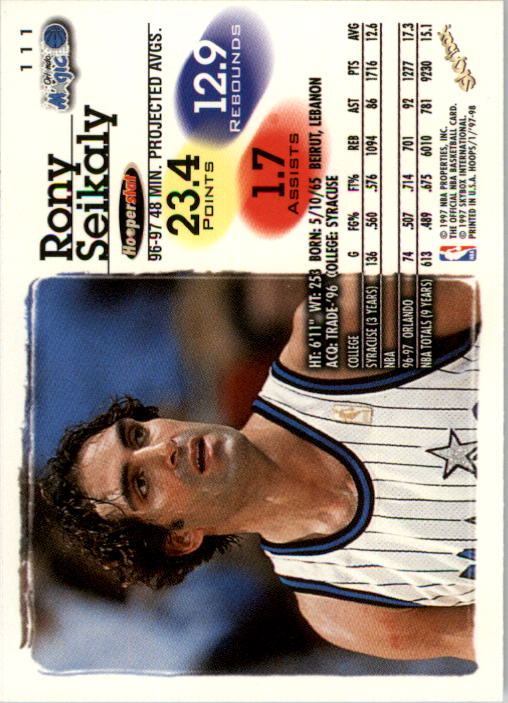 111
Orlando
Magic
Rony
Seikaly
Hooperstat
96-97 48 MIN. PROJECTED AVGS.
23.4
POINTS
12.9
REBOUNDS
1.7
ASSISTS
HT: 6'11" WT: 253 BORN: 5/10/65 BEIRUT, LEBANON
ACQ: TRADE-'96 COLLEGE: SYRACUSE
COLLEGE G FG% FT% REB AST PTS AVG
SYRACUSE (3 YEARS) 136 .560 .576 1094 86 1716 12.6
NBA
96-97 ORLANDO 74 .507 .714 701 92 1277 17.3
NBA TOTALS (9 YEARS) 613 .489 .675 6010 781 9230 15.1
NBA
© 1997 NBA PROPERTIES, INC.
THE OFFICIAL NBA BASKETBALL CARD.
© 1997 SKYBOX INTERNATIONAL.
PRINTED IN U.S.A. HOOPS/1/'97-98
SKYBOX